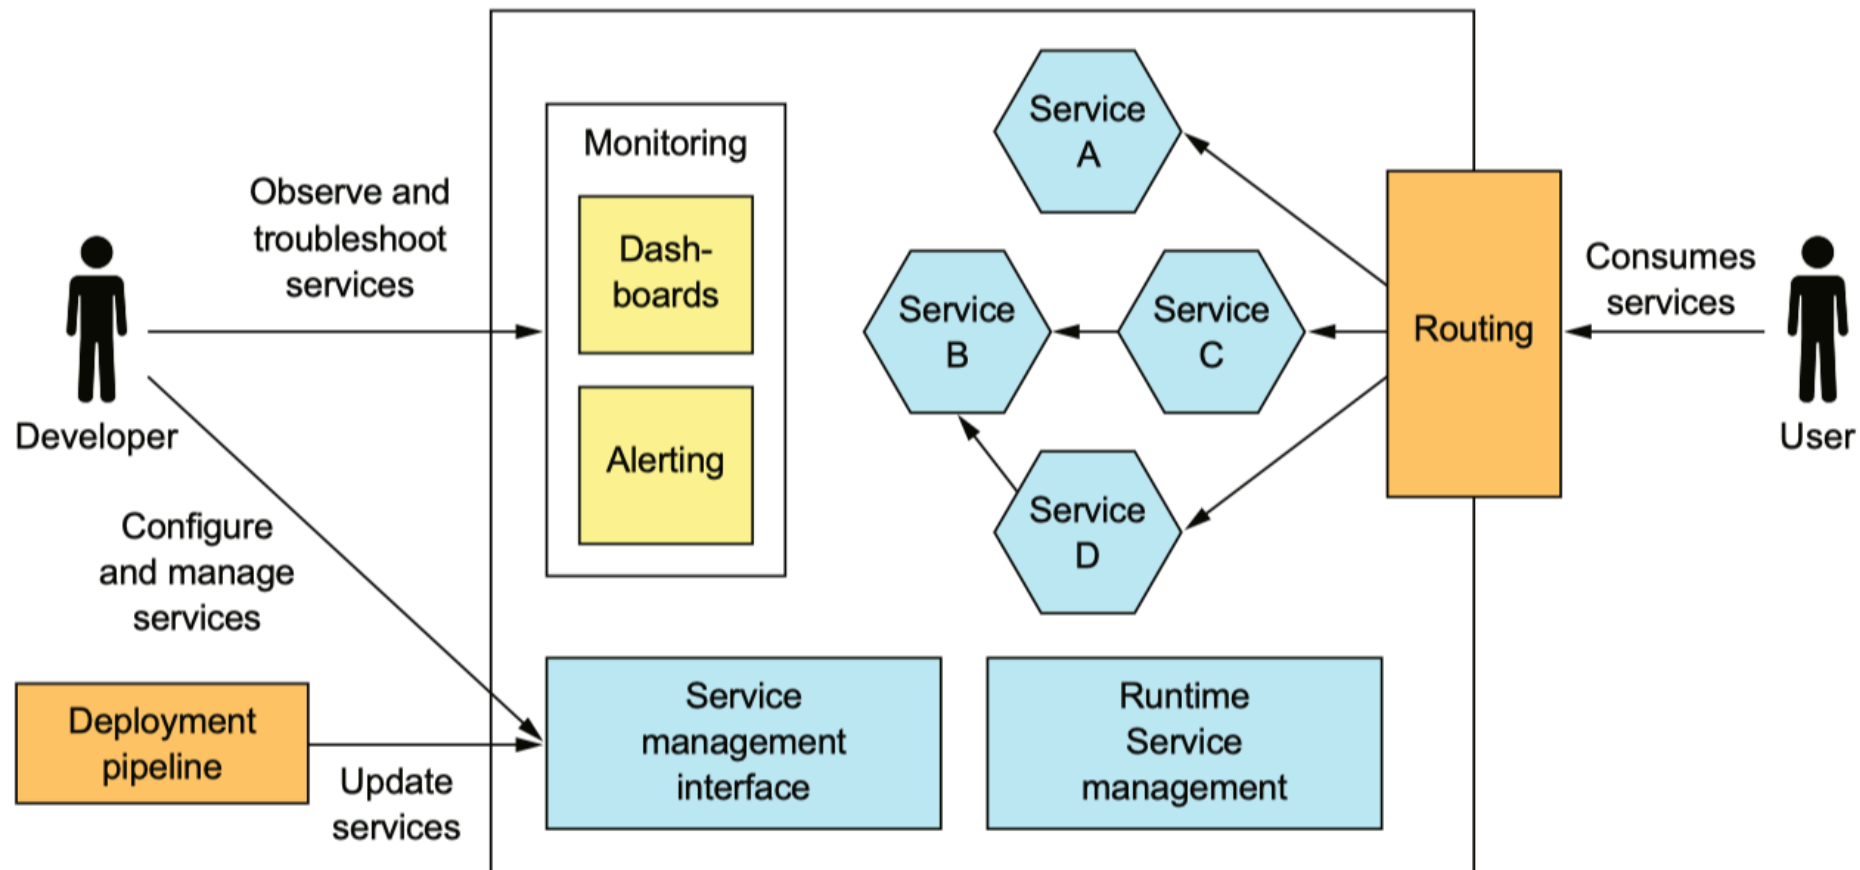 Observe and
troubleshoot
services
Developer
Configure
and manage
services
Deployment
pipeline
Update
services
Monitoring
Dash-
boards
Alerting
Service
management
interface
Service
A
Service
B
Service
C
Service
D
Runtime
Service
management
Routing
Consumes
services
User